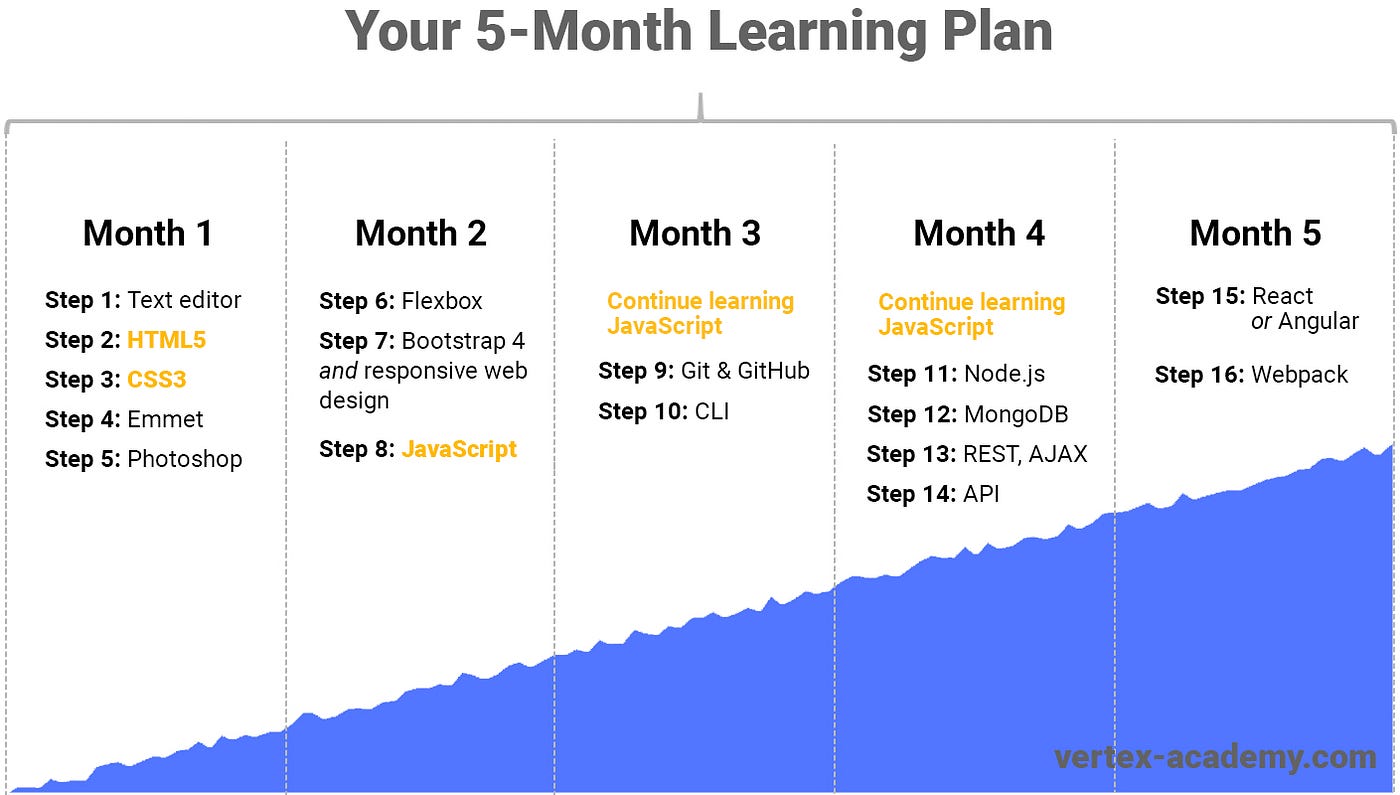 Your 5-Month Learning Plan
Month 1
Step 1: Text editor
Step 2: HTML5
Step 3: CSS3
Step 4: Emmet
Step 5: Photoshop
Month 2
Step 6: Flexbox
Step 7: Bootstrap 4
and responsive web
design
Step 8: JavaScript
Month 3
Continue learning
JavaScript
Step 9: Git & GitHub
Step 10: CLI
Month 4
Continue learning
JavaScript
Step 11: Node.js
Step 12: MongoDB
Step 13: REST, AJAX
Step 14: API
Month 5
Step 15: React
or Angular
Step 16: Webpack
vertex-academy.com